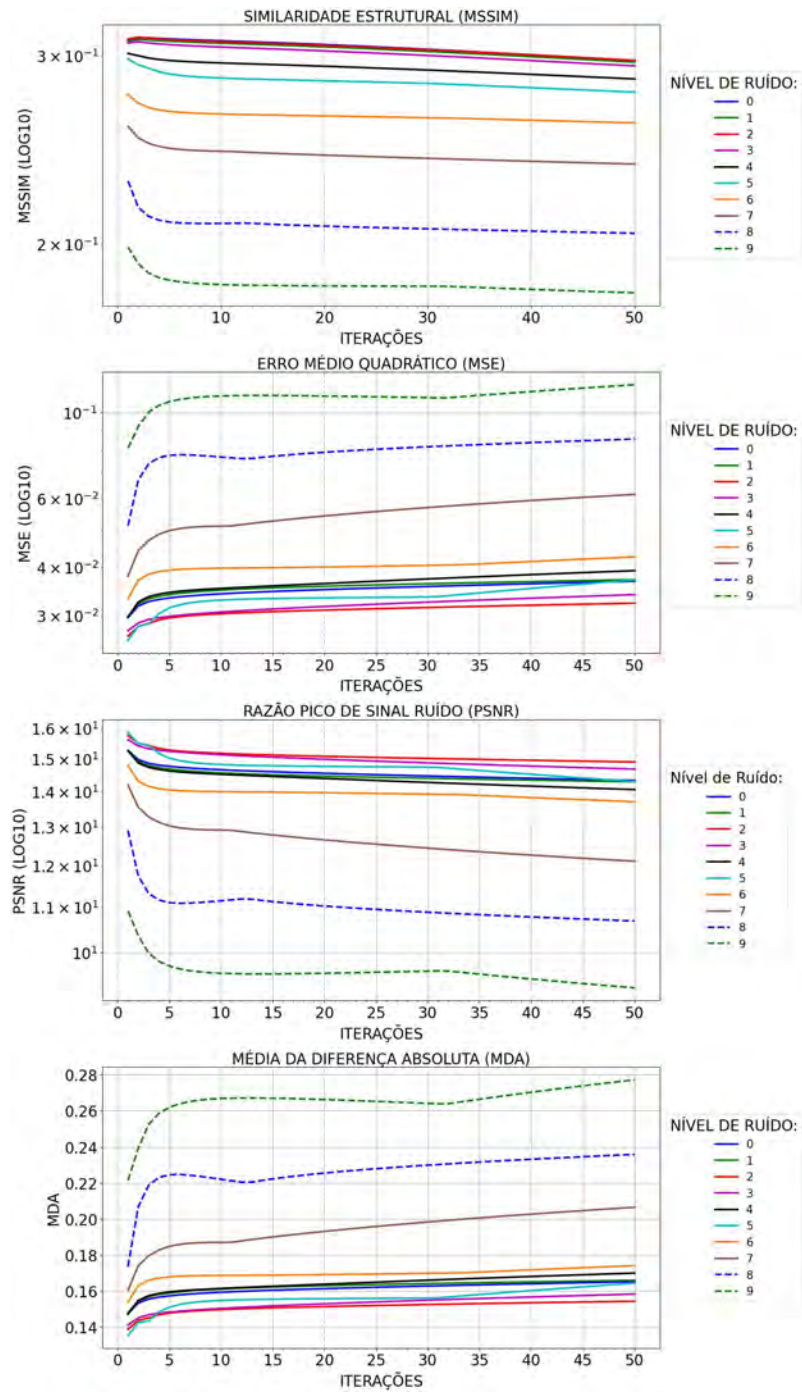 SIMILARIDADE ESTRUTURAL (MSSIM)
MSSIM (LOG10)
3 × 10⁻¹
2 × 10⁻¹
0 10 20 30 40 50
ITERAÇÕES
NÍVEL DE RUÍDO:
0
1
2
3
4
5
6
7
8
9
ERRO MÉDIO QUADRÁTICO (MSE)
MSE (LOG10)
10⁻¹
6 × 10⁻²
4 × 10⁻²
3 × 10⁻²
0 5 10 15 20 25 30 35 40 45 50
ITERAÇÕES
NÍVEL DE RUÍDO:
0
1
2
3
4
5
6
7
8
9
RAZÃO PICO DE SINAL RUÍDO (PSNR)
PSNR (LOG10)
1.6 × 10¹
1.5 × 10¹
1.4 × 10¹
1.3 × 10¹
1.2 × 10¹
1.1 × 10¹
10¹
0 5 10 15 20 25 30 35 40 45 50
ITERAÇÕES
Nível de Ruído:
0
1
2
3
4
5
6
7
8
9
MÉDIA DA DIFERENÇA ABSOLUTA (MDA)
MDA
0.28
0.26
0.24
0.22
0.20
0.18
0.16
0.14
0 5 10 15 20 25 30 35 40 45 50
ITERAÇÕES
NÍVEL DE RUÍDO:
0
1
2
3
4
5
6
7
8
9